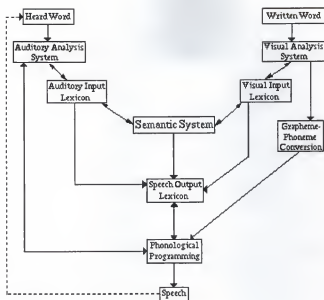 Heard Word
Written Word
Auditory Analysis
System
Visual Analysis
System
Auditory Input
Lexicon
Visual Input
Lexicon
Semantic System
Grapheme-
Phoneme
Conversion
Speech Output
Lexicon
Phonological
Programming
Speech